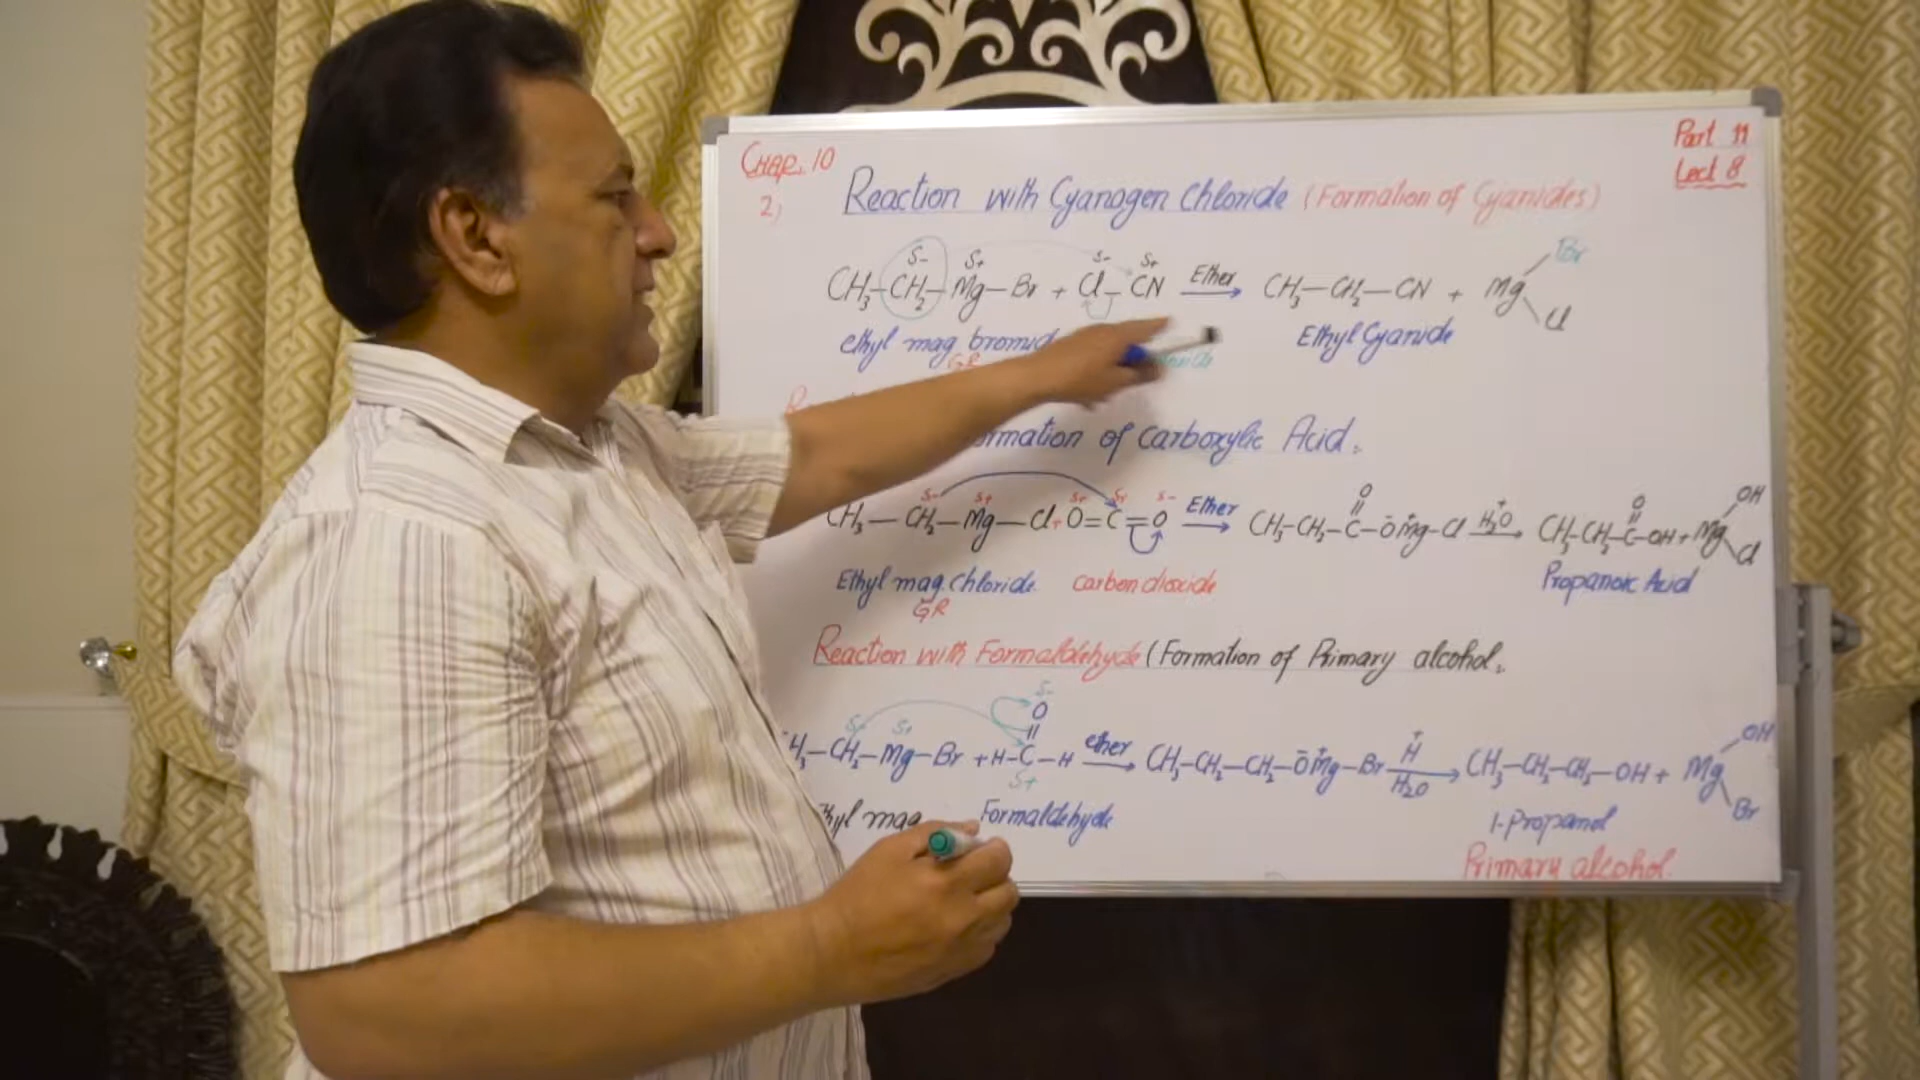 CHAP. 10
Part 11
Lect 8
2) Reaction with Cyanogen Chloride (Formation of Cyanides)
δ- δ+ δ- δ+
CH3-CH2-Mg-Br + Cl-CN Ether → CH3-CH2-CN + Mg Br Cl
ethyl mag bromide
Ethyl Cyanide
GR
of Carboxylic Acid.
δ- δ+ δ- δ+ δ-
CH3-CH2-Mg-Cl + O=C=O Ether → CH3-CH2-C(=O)-O⁻Mg⁺-Cl H2O⁺ → CH3-CH2-C(=O)-OH + Mg OH Cl
Ethyl mag. chloride carbon dioxide
Propanoic Acid
GR
Reaction with Formaldehyde (Formation of Primary alcohol.
δ- δ+ δ-
CH2-Mg-Br + H-C(=O)-H ether → CH3-CH2-CH2-O⁻Mg⁺-Br H⁺ H2O → CH3-CH2-CH2-OH + Mg OH Br
δ+
mag Formaldehyde
1-propanol
Primary alcohol.